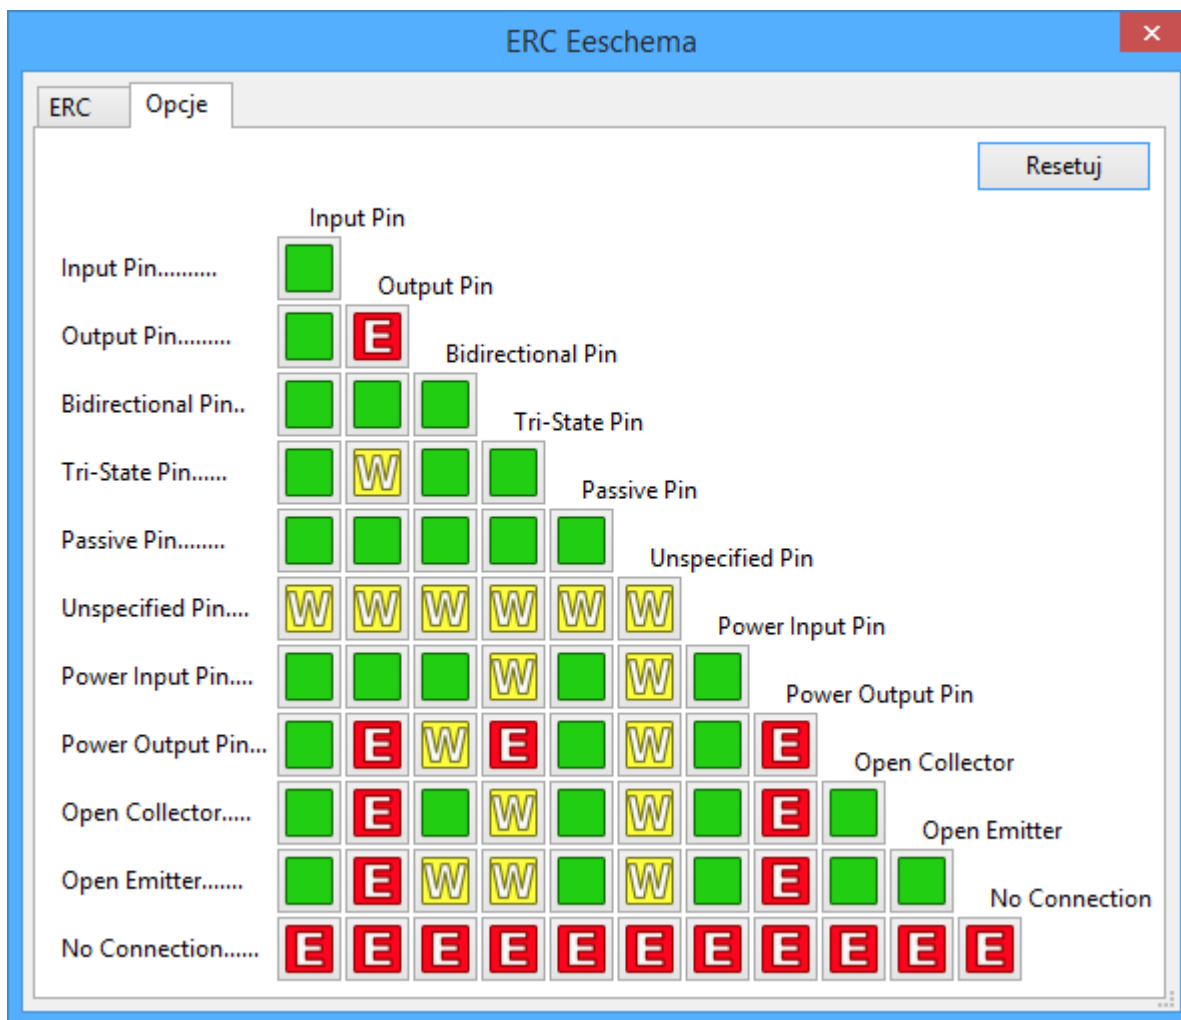 ERC Eeschema
ERC Opcje
Resetuj
Input Pin
Input Pin..........
Output Pin
Output Pin......... E
Bidirectional Pin
Bidirectional Pin..
Tri-State Pin
Tri-State Pin...... W
Passive Pin
Passive Pin........
Unspecified Pin
Unspecified Pin.... W W W W W W
Power Input Pin
Power Input Pin.... W W
Power Output Pin
Power Output Pin... E W E W E
Open Collector
Open Collector..... E W W E
Open Emitter
Open Emitter....... E W W W E
No Connection
No Connection...... E E E E E E E E E E E